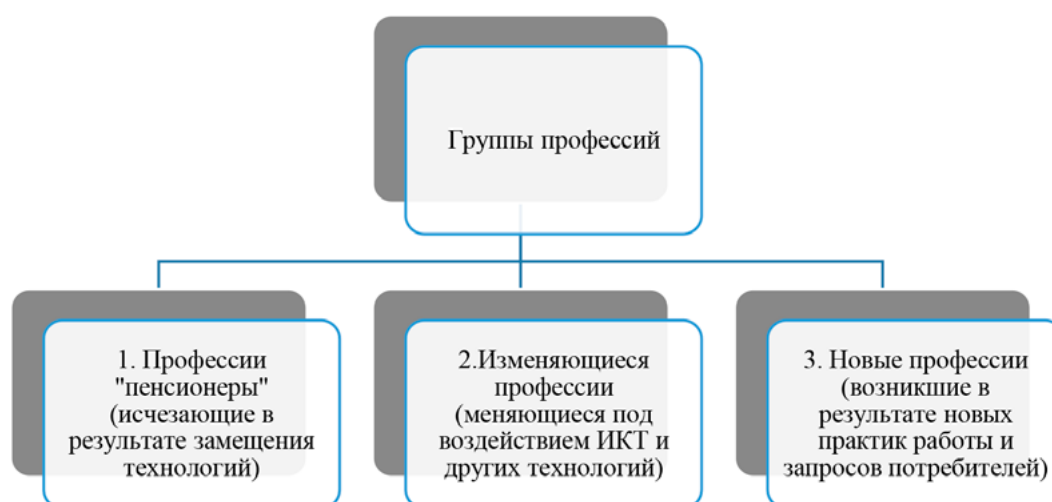 Группы профессий
1. Профессии
"пенсионеры"
(исчезающие в
результате замещения
технологий)
2.Изменяющиеся
профессии
(меняющиеся под
воздействием ИКТ и
других технологий)
3. Новые профессии
(возникшие в
результате новых
практик работы и
запросов потребителей)